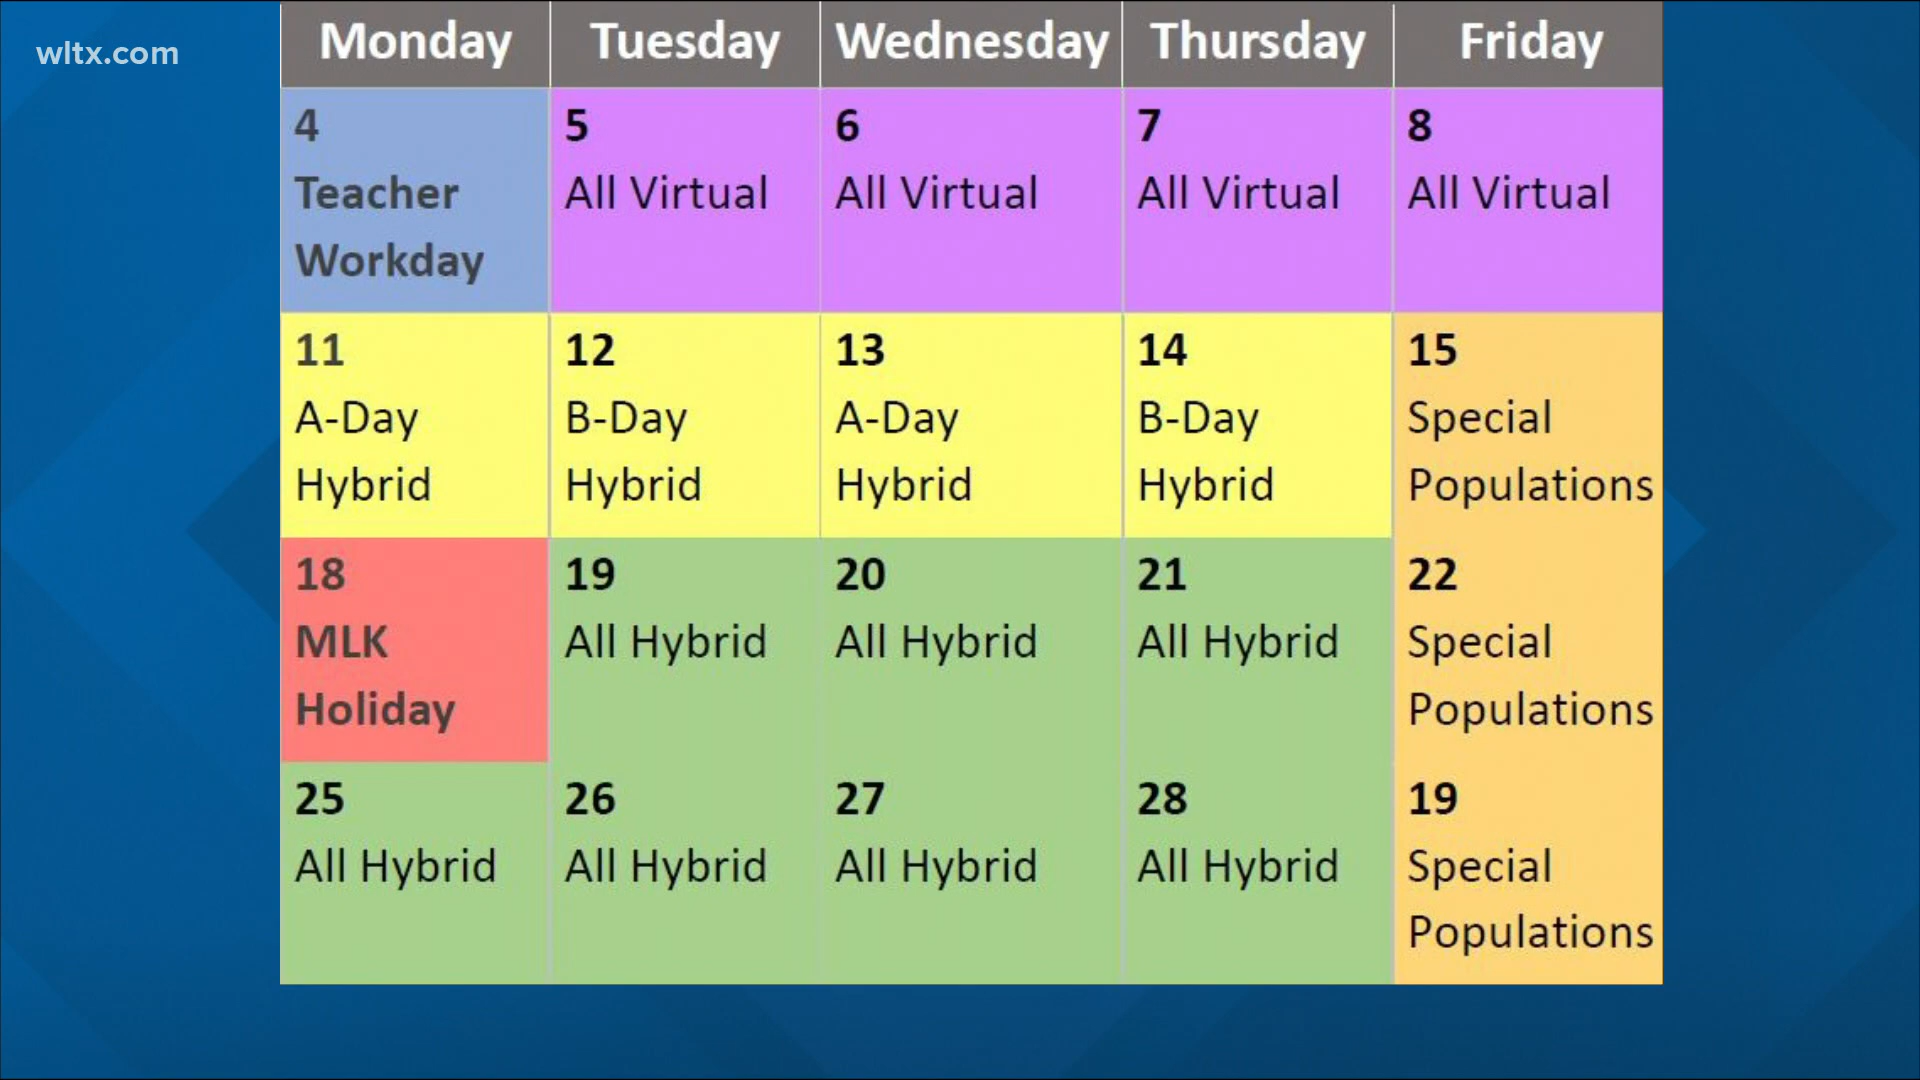 wltx.com
Monday Tuesday Wednesday Thursday Friday
4 5 6 7 8
Teacher All Virtual All Virtual All Virtual All Virtual
Workday
11 12 13 14 15
A-Day B-Day A-Day B-Day Special
Hybrid Hybrid Hybrid Hybrid Populations
18 19 20 21 22
MLK All Hybrid All Hybrid All Hybrid Special
Holiday Populations
25 26 27 28 19
All Hybrid All Hybrid All Hybrid All Hybrid Special
Populations